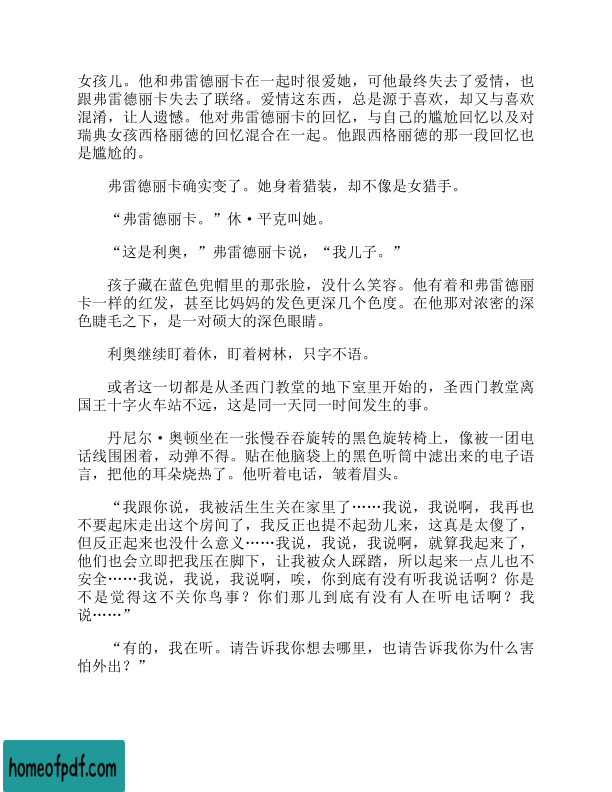 女孩儿。他和弗雷德丽卡在一起时很爱她，可他最终失去了爱情，也
跟弗雷德丽卡失去了联络。爱情这东西，总是源于喜欢，却又与喜欢
混淆，让人遗憾。他对弗雷德丽卡的回忆，与自己的尴尬回忆以及对
瑞典女孩西格丽德的回忆混合在一起。他跟西格丽德的那一段回忆也
是尴尬的。
弗雷德丽卡确实变了。她身着猎装，却不像是女猎手。
“弗雷德丽卡。”休·平克叫她。
“这是利奥，”弗雷德丽卡说，“我儿子。”
孩子藏在蓝色兜帽里的那张脸，没什么笑容。他有着和弗雷德丽
卡一样的红发，甚至比妈妈的发色更深几个色度。在他那对浓密的深
色睫毛之下，是一对硕大的深色眼睛。
利奥继续盯着休，盯着树林，只字不语。
或者这一切都是从圣西门教堂的地下室里开始的，圣西门教堂离
国王十字火车站不远，这是同一天同一时间发生的事。
丹尼尔·奥顿坐在一张慢吞吞旋转的黑色旋转椅上，像被一团电
话线围困着，动弹不得。贴在他脑袋上的黑色听筒中滤出来的电子语
言，把他的耳朵烧热了。他听着电话，皱着眉头。
“我跟你说，我被活生生关在家里了……我说，我说啊，我再也
不要起床走出这个房间了，我反正也提不起劲儿来，这真是太傻了，
但反正起来也没什么意义……我说，我说，我说啊，就算我起来了，
他们也会立即把我压在脚下，让我被众人踩踏，所以起来一点儿也不
安全……我说，我说，我说啊，唉，你到底有没有听我说话啊？你是
不是觉得这不关你鸟事？你们那儿到底有没有人在听电话啊？我
说……”
“有的，我在听。请告诉我你想去哪里，也请告诉我你为什么害
怕外出？”
homeofpdf.com